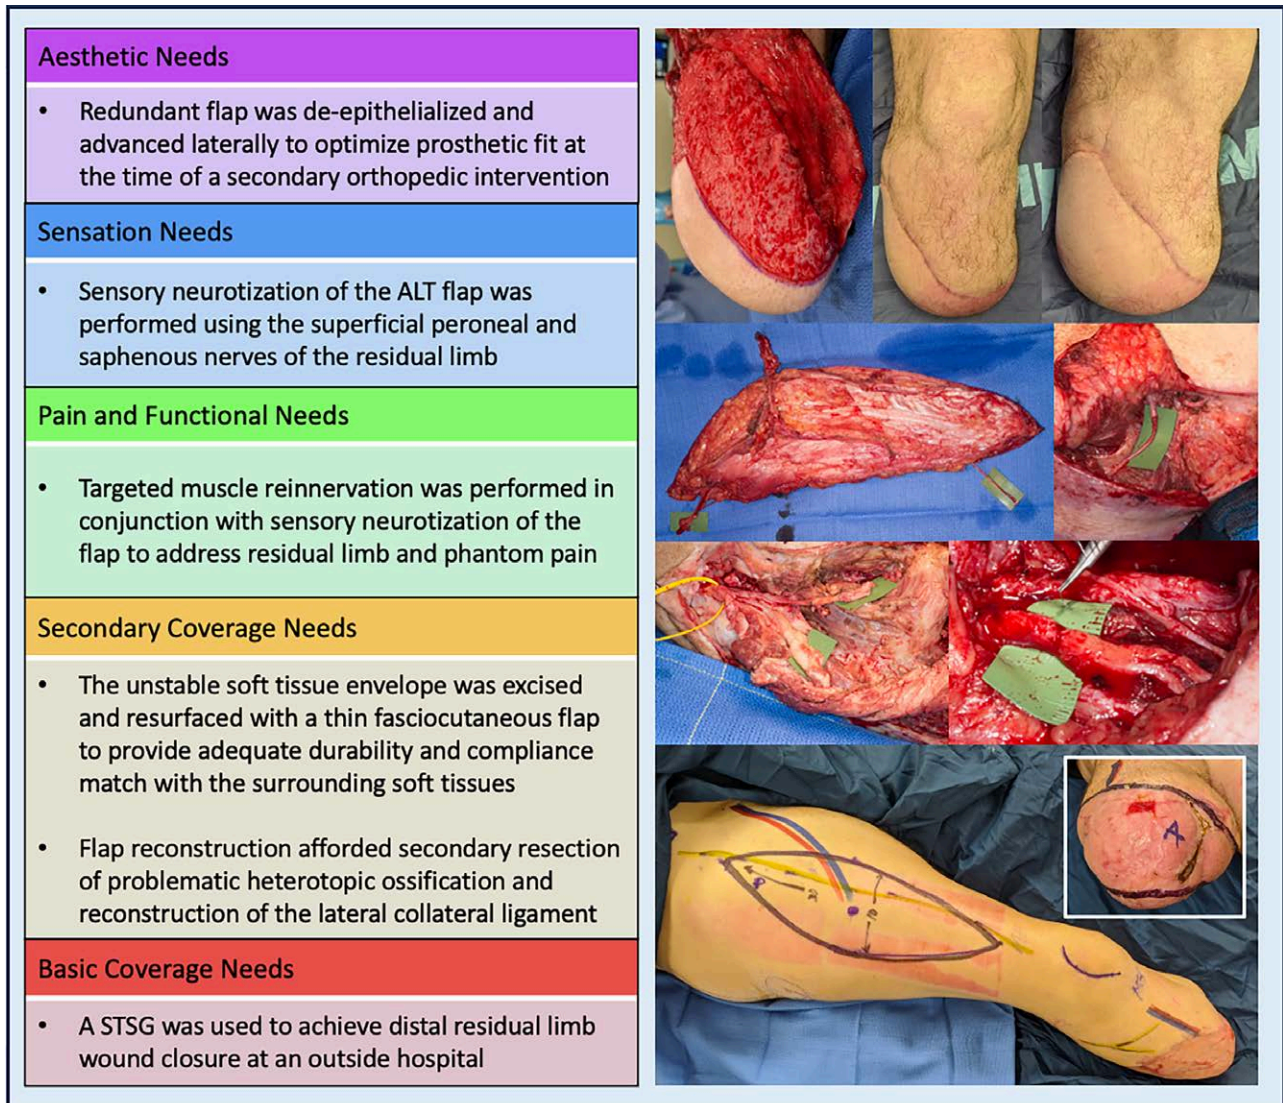 Aesthetic Needs
• Redundant flap was de-epithelialized and
advanced laterally to optimize prosthetic fit at
the time of a secondary orthopedic intervention
Sensation Needs
• Sensory neurotization of the ALT flap was
performed using the superficial peroneal and
saphenous nerves of the residual limb
Pain and Functional Needs
• Targeted muscle reinnervation was performed in
conjunction with sensory neurotization of the
flap to address residual limb and phantom pain
Secondary Coverage Needs
• The unstable soft tissue envelope was excised
and resurfaced with a thin fasciocutaneous flap
to provide adequate durability and compliance
match with the surrounding soft tissues
• Flap reconstruction afforded secondary resection
of problematic heterotopic ossification and
reconstruction of the lateral collateral ligament
Basic Coverage Needs
• A STSG was used to achieve distal residual limb
wound closure at an outside hospital
M
A